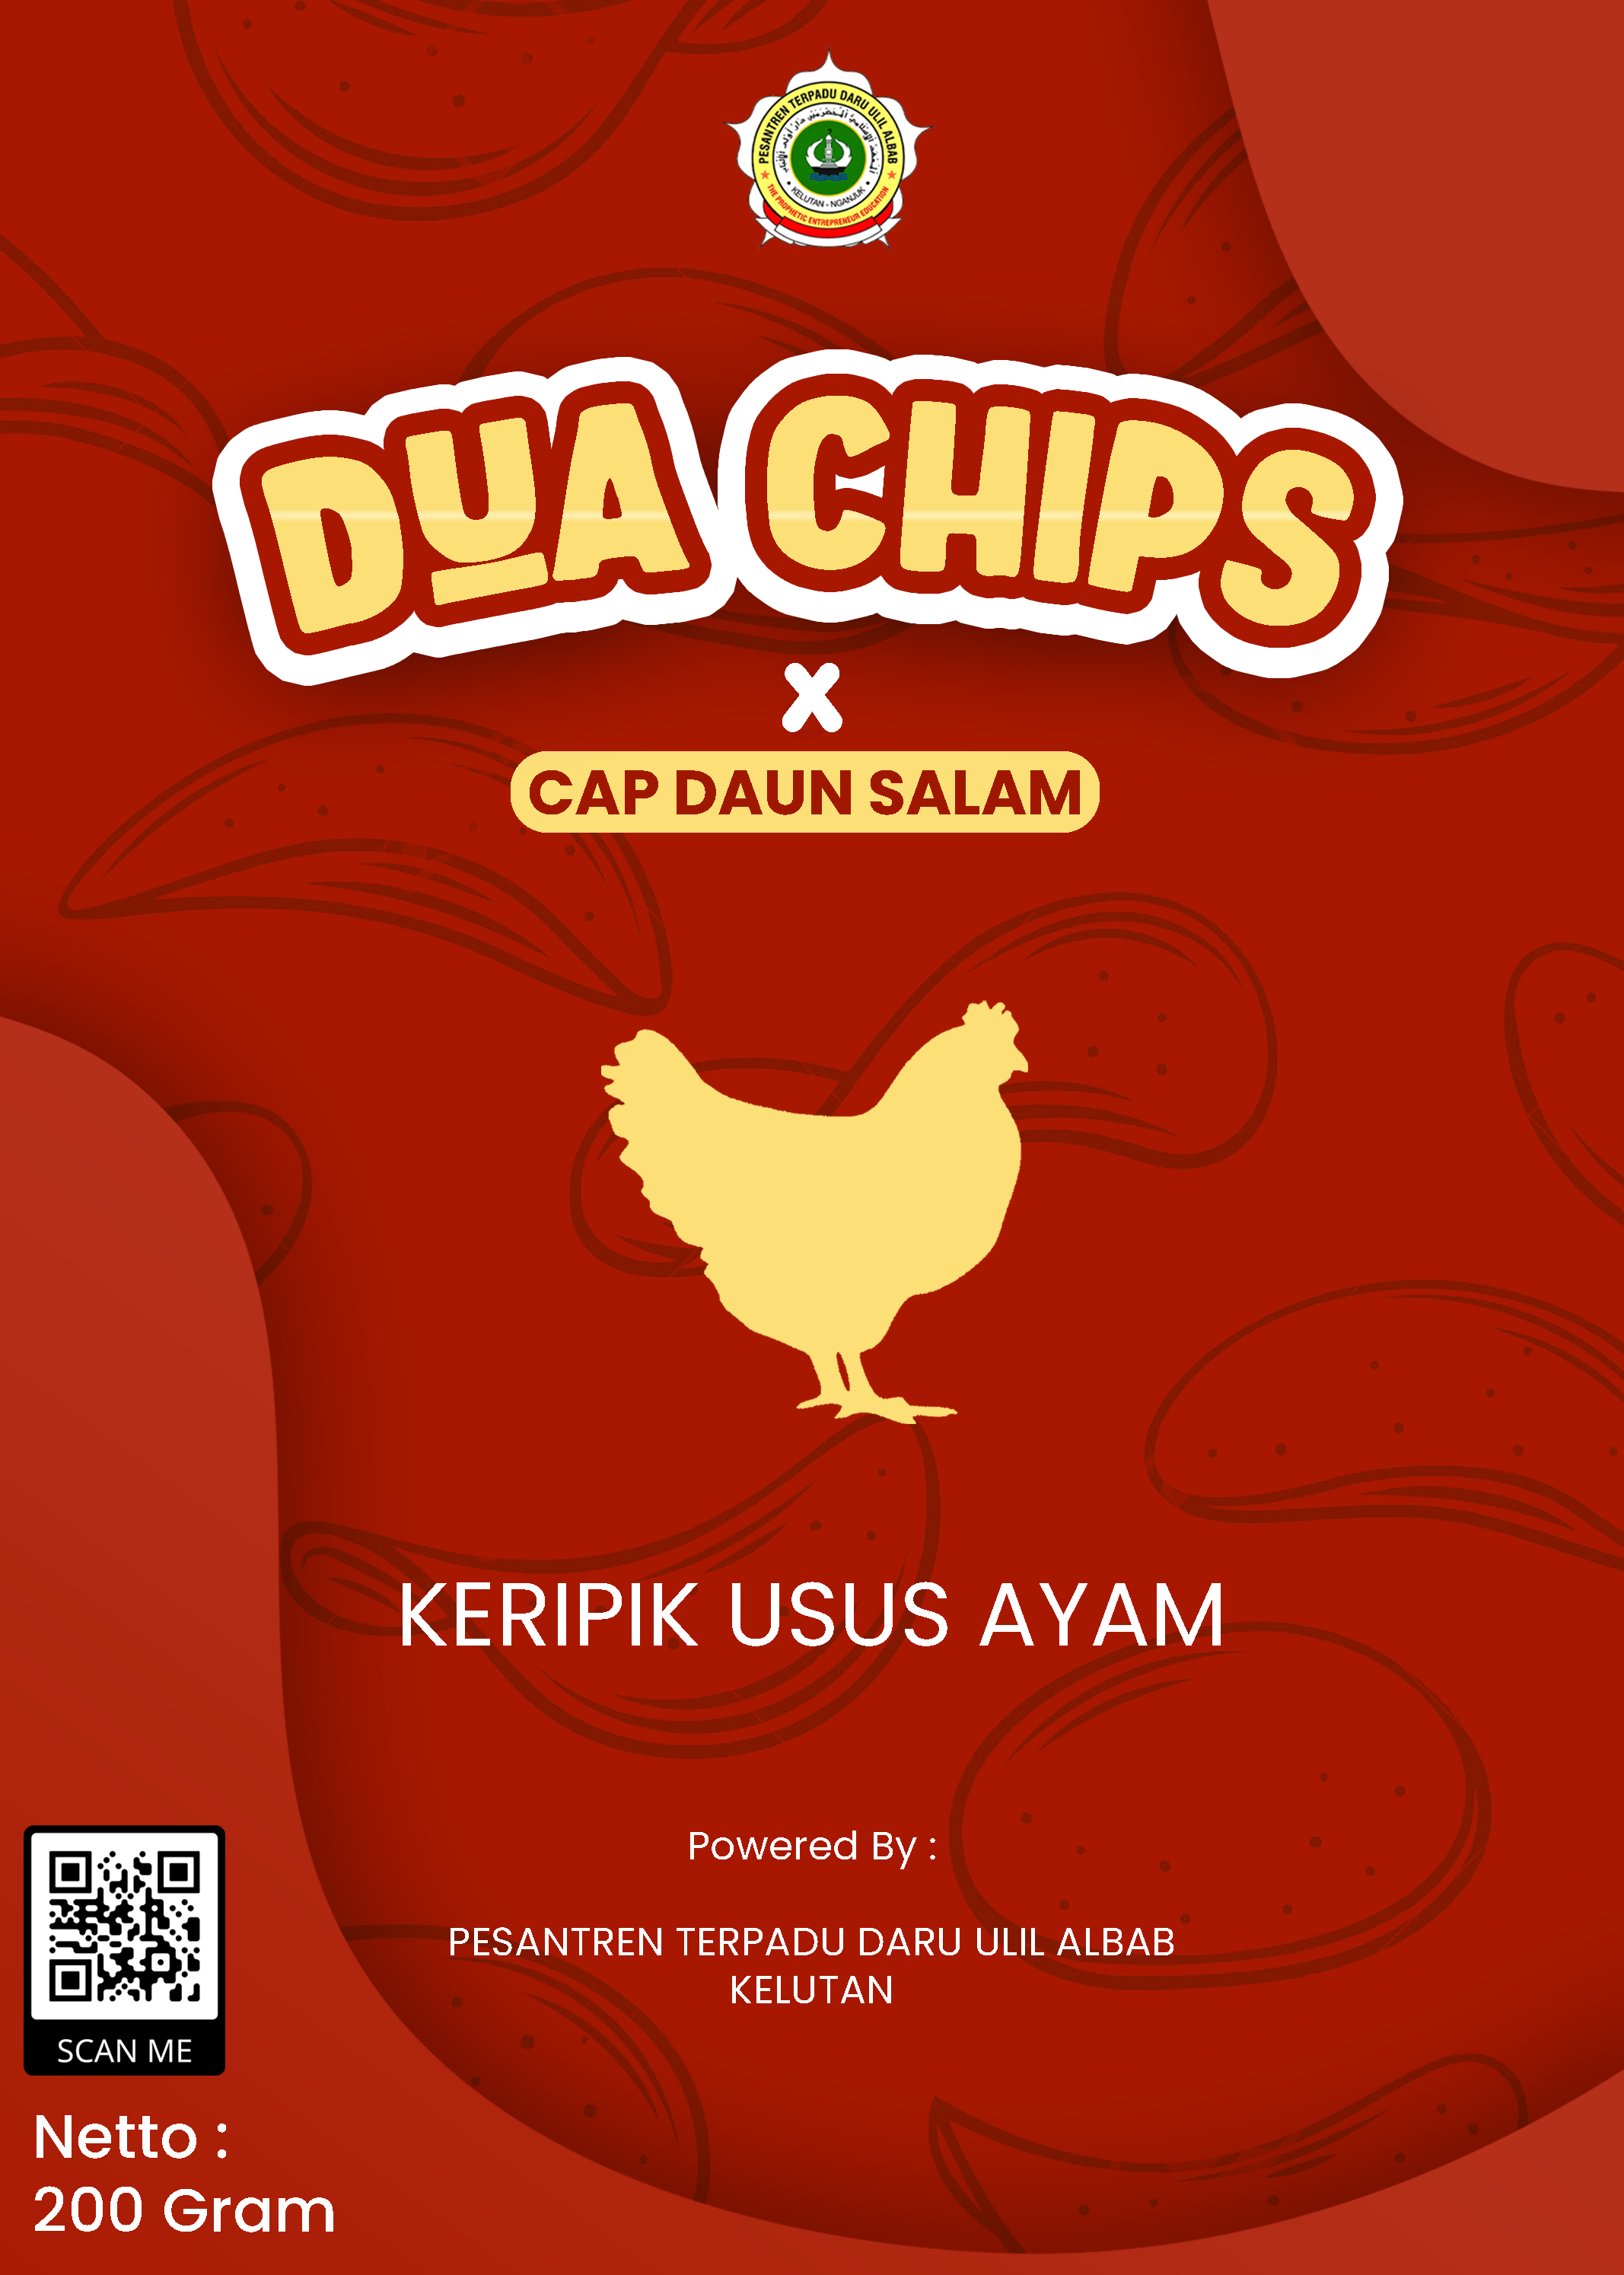 PESANTREN TERPADU DARU ULIL ALBAB
KELUTAN - NGANJUK
THE PROPHETIC ENTREPRENEUR EDUCATION
DUA CHIPS
X
CAP DAUN SALAM
KERIPIK USUS AYAM
Powered By :
PESANTREN TERPADU DARU ULIL ALBAB
KELUTAN
SCAN ME
Netto :
200 Gram